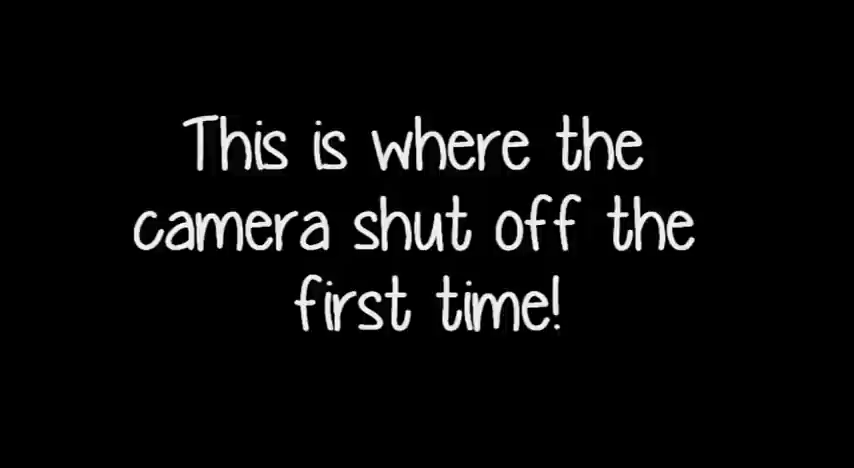 This is where the
camera shut off the
first time!